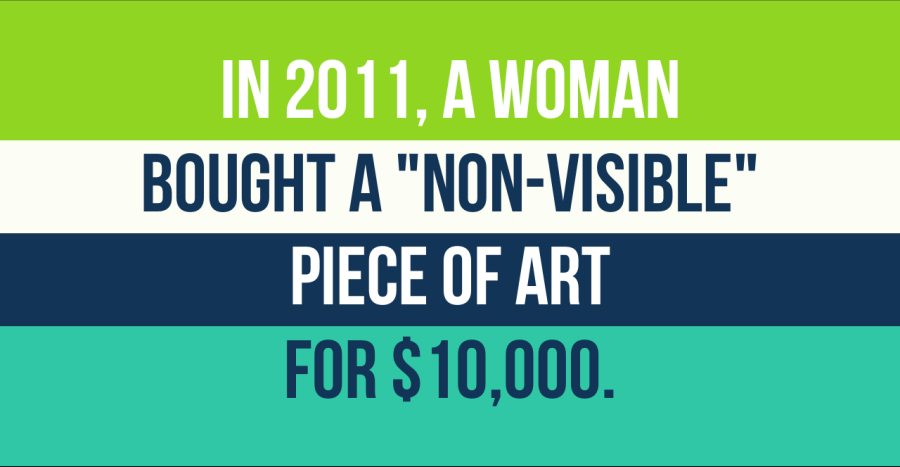 IN 2011, A WOMAN
BOUGHT A "NON-VISIBLE"
PIECE OF ART
FOR $10,000.